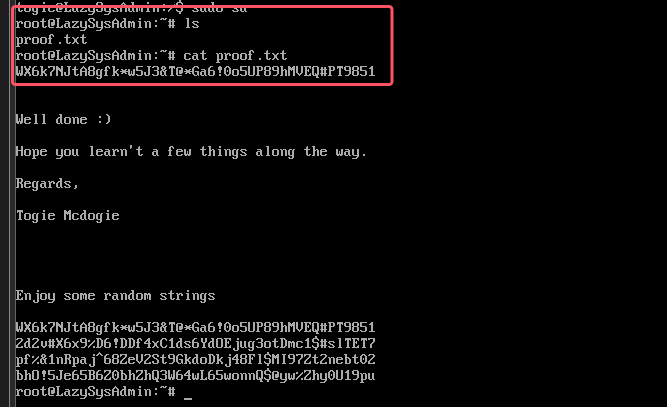 togie@LazySysAdmin:/$ sudo su
root@LazySysAdmin:~# ls
proof.txt
root@LazySysAdmin:~# cat proof.txt
WX6k7NJtA8gfk*w5J3&T@*Ga6!0o5UP89hMVEQ#PT9851
Well done :)
Hope you learn't a few things along the way.
Regards,
Togie Mcdogie
Enjoy some random strings
WX6k7NJtA8gfk*w5J3&T@*Ga6!0o5UP89hMVEQ#PT9851
2d2v#X6x9%D6!DDf4xC1ds6YdOEjug3otDmc1$#slTET7
pf%&1nRpaj^68ZeV2St9GkdoDkj48Fl$MI97Zt2nebt02
bhO!5Je65B6Z0bhZhQ3W64wL65wonnQ$@yw%Zhy0U19pu
root@LazySysAdmin:~# _